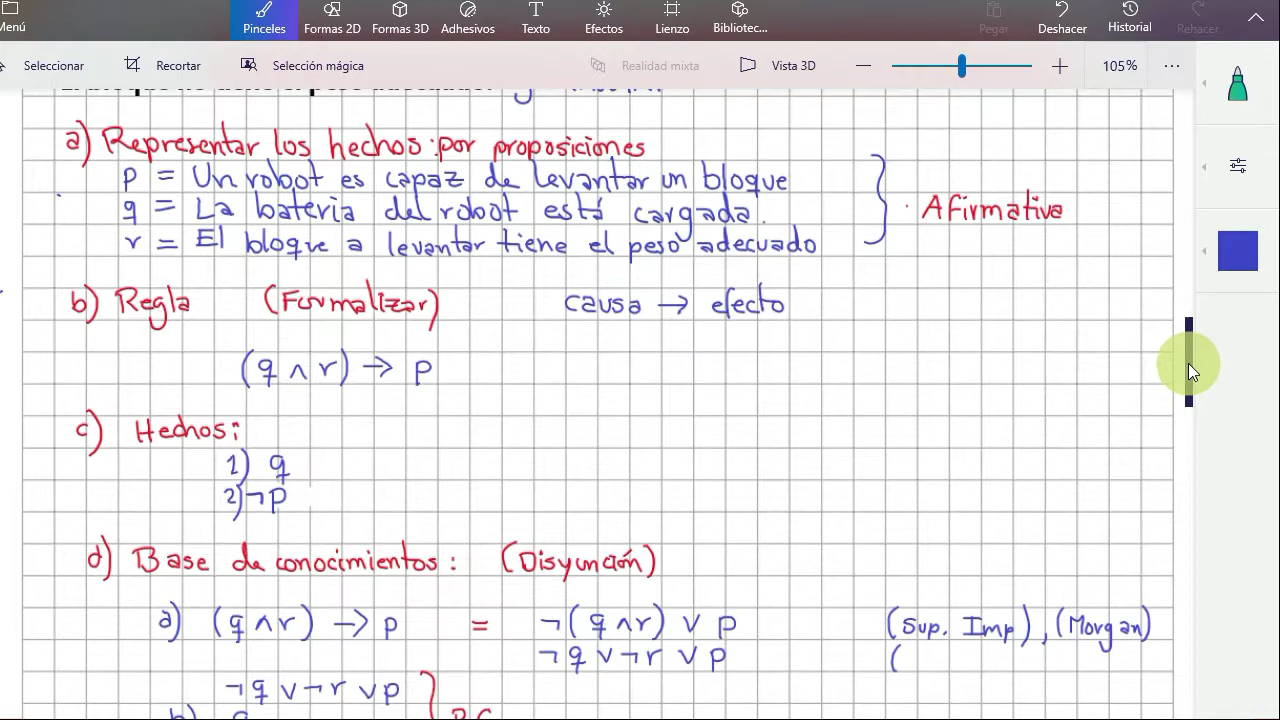 Menú
Pinceles
Formas 2D
Formas 3D
Adhesivos
Texto
Efectos
Lienzo
Bibliotec...
Pegar
Deshacer
Historial
Seleccionar
Recortar
Selección mágica
Realidad mixta
Vista 3D
105%
a) Representar los hechos : por proposiciones
p = Un robot es capaz de levantar un bloque
q = La bateria del robot está cargada.
r = El bloque a levantar tiene el peso adecuado
Afirmativa
b) Regla (Formalizar) causa → efecto
(q ∧ r) → p
c) Hechos:
1) q
2) ¬p
d) Base de conocimientos : (Disyunción)
a) (q ∧ r) → p = ¬(q ∧ r) ∨ p (Sup. Imp), (Morgan)
¬q ∨ ¬r ∨ p (
¬q ∨ ¬r ∨ p